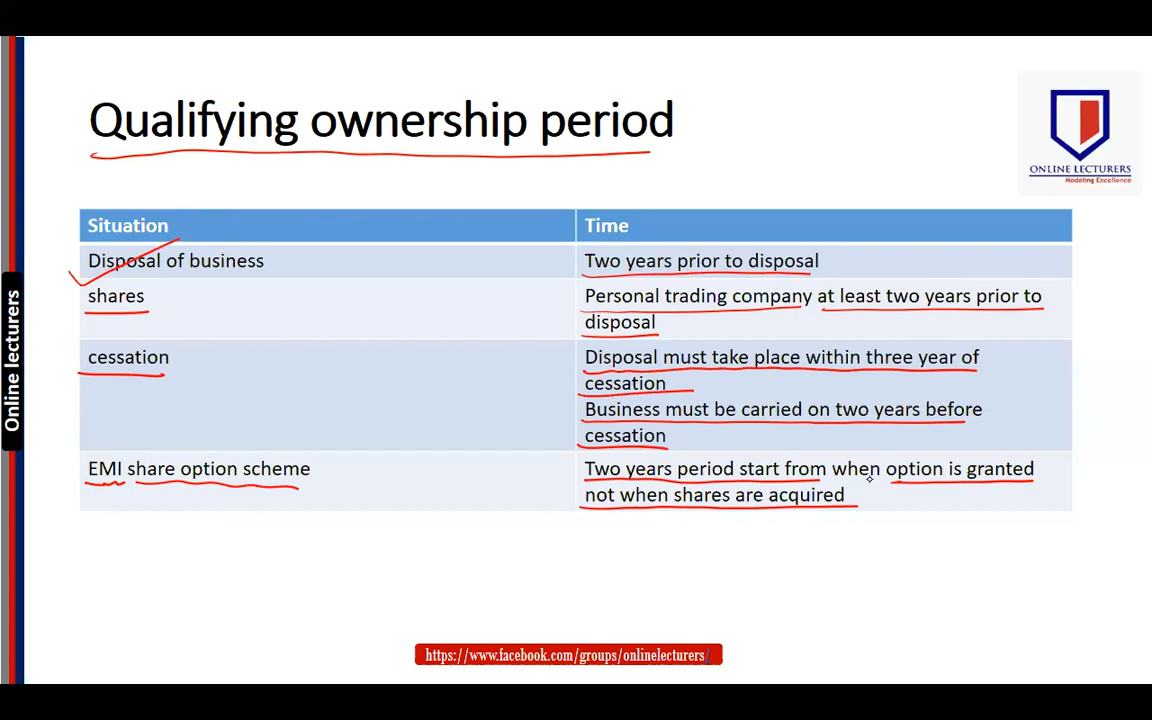 Qualifying ownership period
ONLINE LECTURERS
Modeling Excellence
Online lecturers
Situation
Time
Disposal of business
Two years prior to disposal
shares
Personal trading company at least two years prior to
disposal
cessation
Disposal must take place within three year of
cessation
Business must be carried on two years before
cessation
EMI share option scheme
Two years period start from when option is granted
not when shares are acquired
https://www.facebook.com/groups/onlinelecturers/